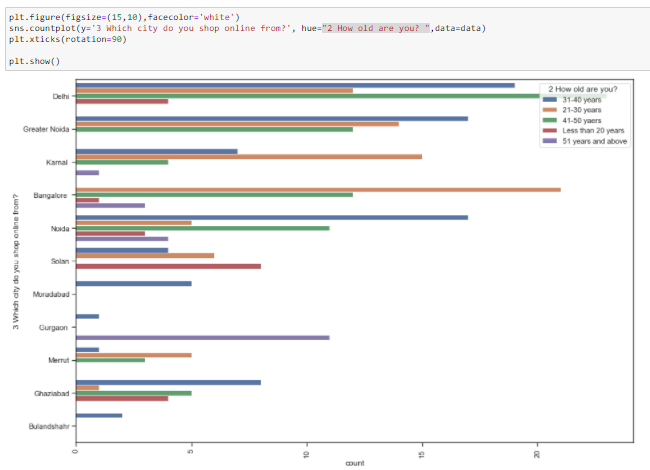 plt.figure(figsize=(15,10),facecolor='white')
sns.countplot(y='3 Which city do you shop online from?', hue="2 How old are you? ",data=data)
plt.xticks(rotation=90)
plt.show()
2 How old are you?
31-40 years
21-30 years
41-50 yaers
Less than 20 years
51 years and above
3 Which city do you shop online from?
Delhi
Greater Noida
Karnal
Bangalore
Noida
Solan
Moradabad
Gurgaon
Merrut
Ghaziabad
Bulandshahr
0
5
10
15
20
count